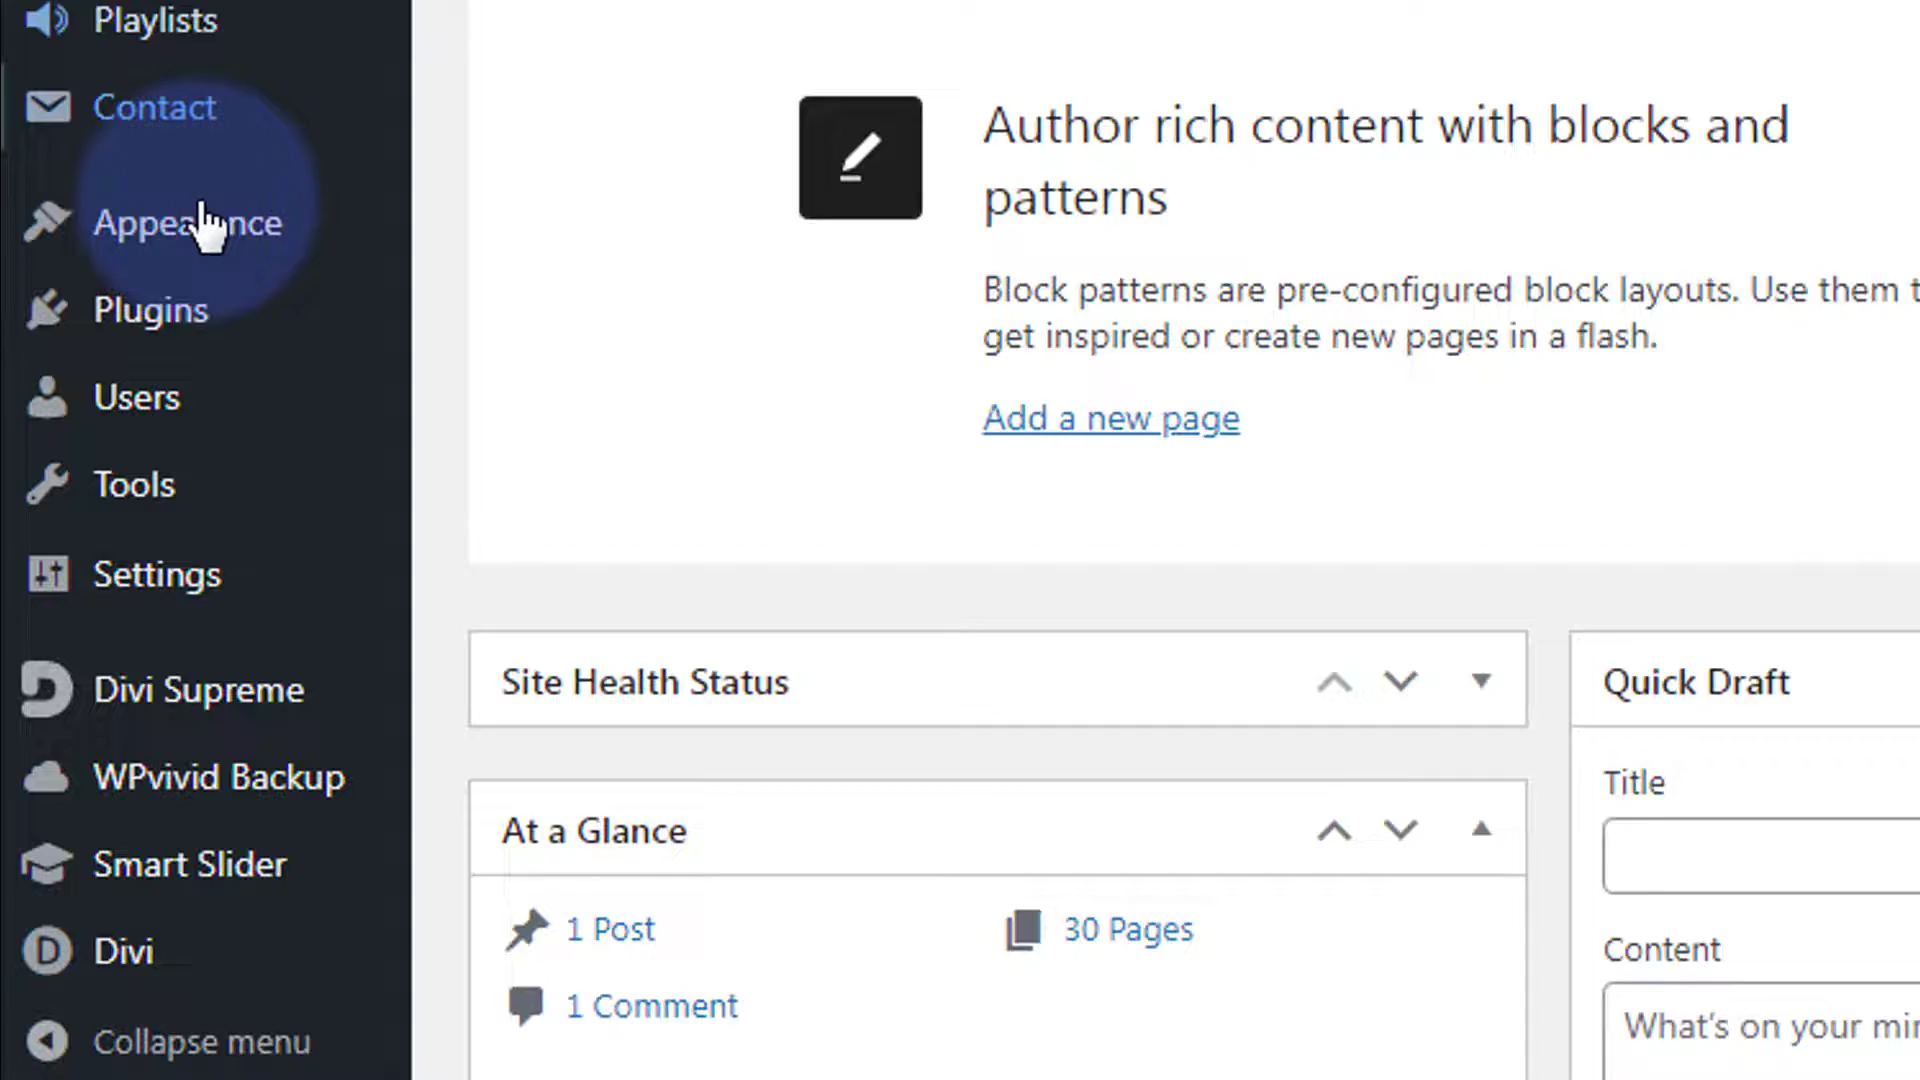 Playlists
Contact
Appearance
Plugins
Users
Tools
Settings
Divi Supreme
WPvivid Backup
Smart Slider
Divi
Collapse menu
Author rich content with blocks and
patterns
Block patterns are pre-configured block layouts. Use them
get inspired or create new pages in a flash.
Add a new page
Site Health Status
At a Glance
1 Post
30 Pages
1 Comment
Quick Draft
Title
Content
What's on your